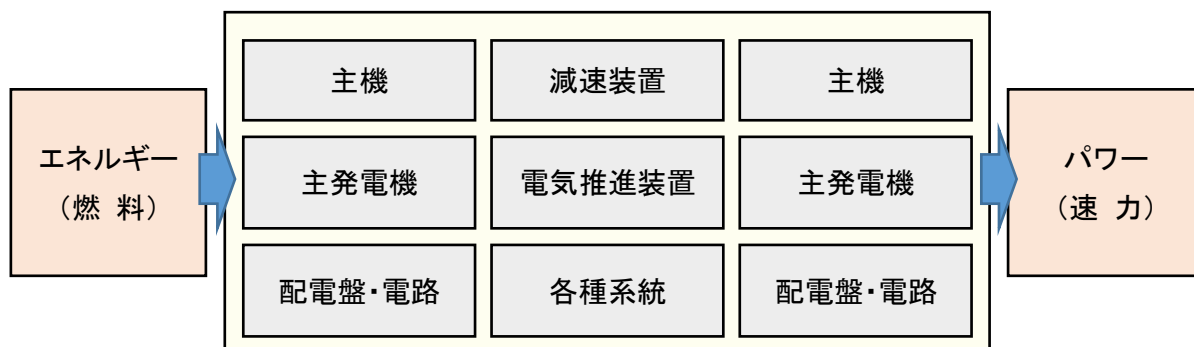 主機
減速装置
主機
エネルギー
（燃 料）
主発電機
電気推進装置
主発電機
パワー
（速 力）
配電盤・電路
各種系統
配電盤・電路